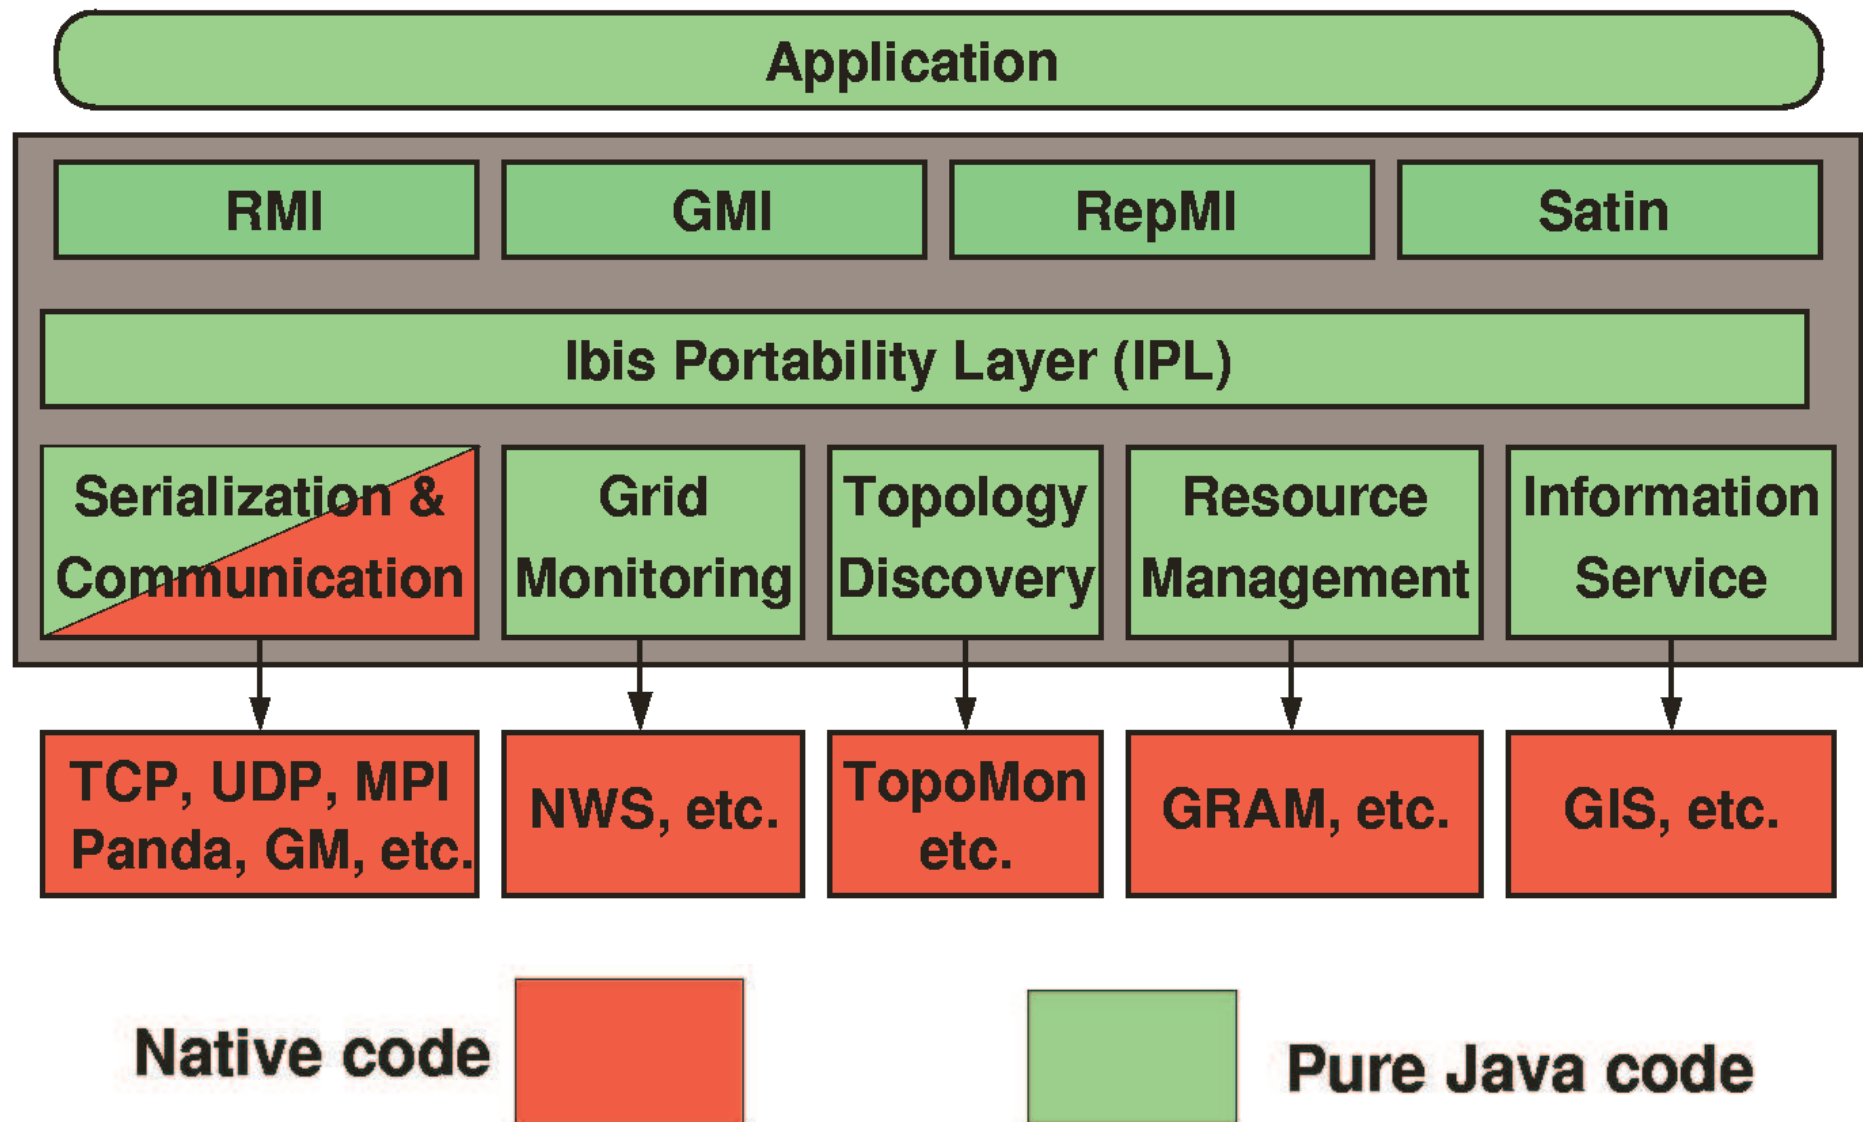 Application
RMI
GMI
RepMI
Satin
Ibis Portability Layer (IPL)
Serialization &
Communication
Grid
Monitoring
Topology
Discovery
Resource
Management
Information
Service
TCP, UDP, MPI
Panda, GM, etc.
NWS, etc.
TopoMon
etc.
GRAM, etc.
GIS, etc.
Native code
Pure Java code